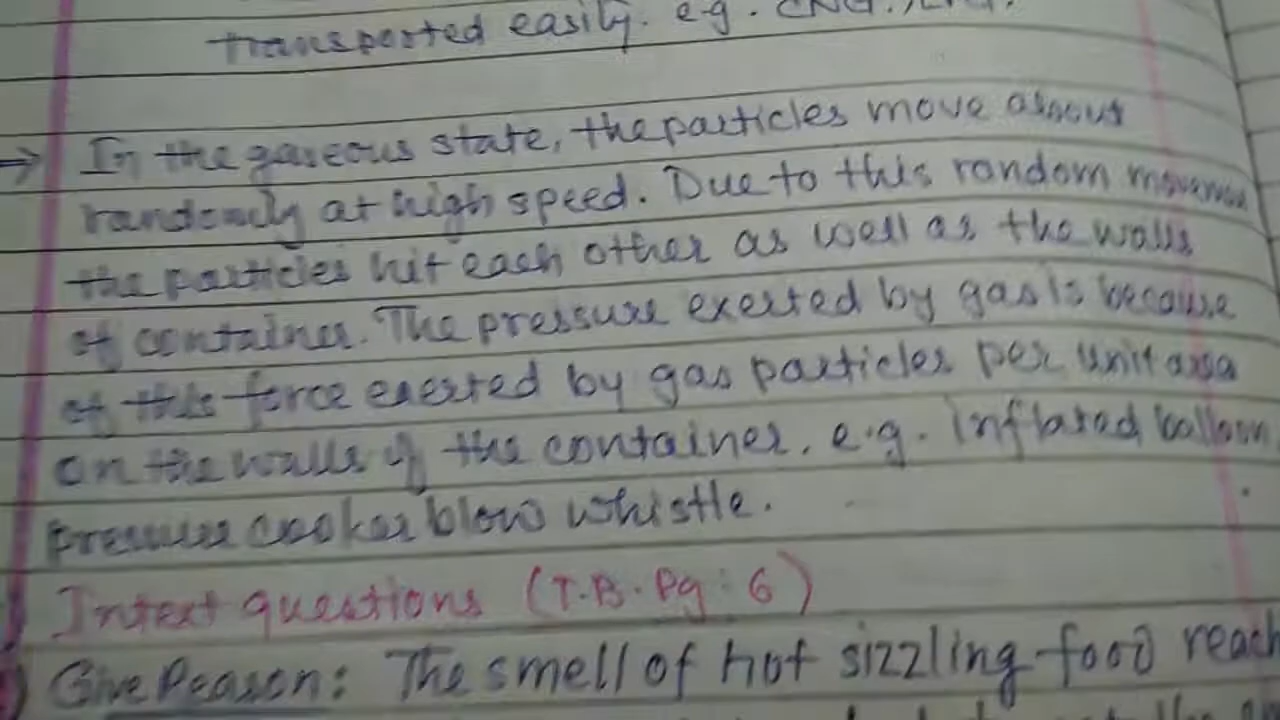 transported easily. e.g. CNG.
→ In the gaseous state, the particles move about
randomly at high speed. Due to this random
the particles hit each other as well as the walls
of container. The pressure exerted by gas is because
of this force exerted by gas particles per unit area
on the walls of the container. e.g. inflated balloon,
pressure cooker blow whistle.
Intext questions (T.B. Pg: 6)
Give Reason: The smell of hot sizzling food reach